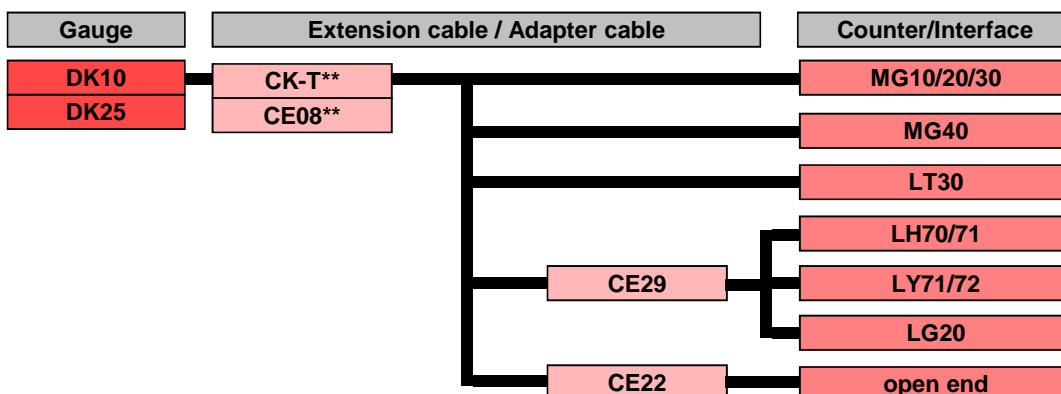 Gauge
Extension cable / Adapter cable
Counter/Interface
DK10
CK-T**
MG10/20/30
DK25
CE08**
MG40
LT30
LH70/71
CE29
LY71/72
LG20
CE22
open end